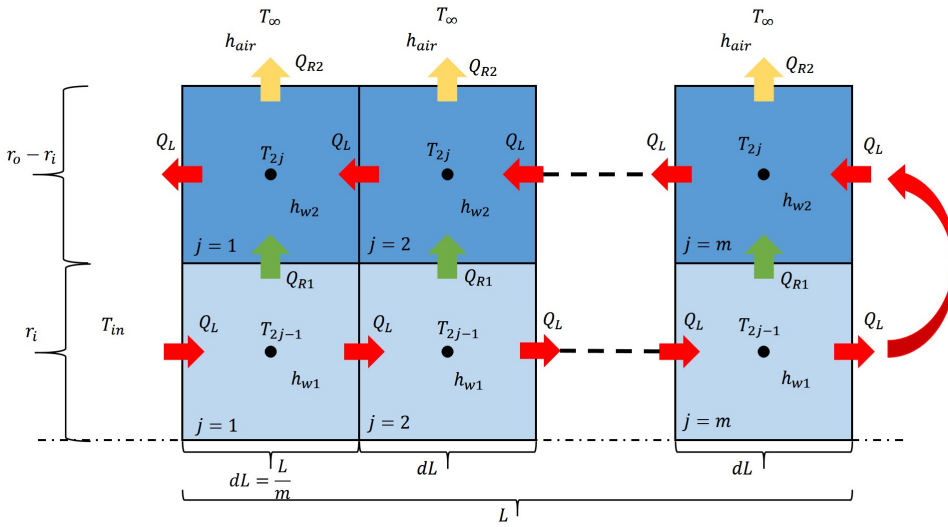 T∞ T∞ T∞
h_air h_air h_air
Q_R2 Q_R2 Q_R2
r_o − r_i
Q_L Q_L Q_L Q_L Q_L
T_2j T_2j T_2j
h_w2 h_w2 h_w2
j = 1 j = 2 j = m
Q_R1 Q_R1 Q_R1
r_i T_in
Q_L Q_L Q_L Q_L Q_L
T_2j−1 T_2j−1 T_2j−1
h_w1 h_w1 h_w1
j = 1 j = 2 j = m
dL = L/m dL dL
L